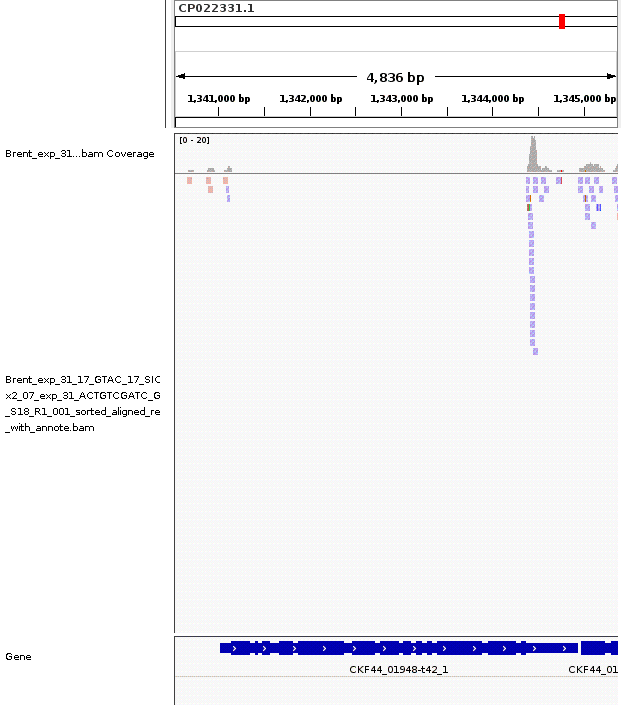 CP022331.1
4,836 bp
1,341,000 bp 1,342,000 bp 1,343,000 bp 1,344,000 bp 1,345,000 bp
[0 - 20]
Brent_exp_31...bam Coverage
Brent_exp_31_17_GTAC_17_SIC
x2_07_exp_31_ACTGTCGATC_G
_S18_R1_001_sorted_aligned_re
_with_annote.bam
Gene
CKF44_01948-t42_1 CKF44_01